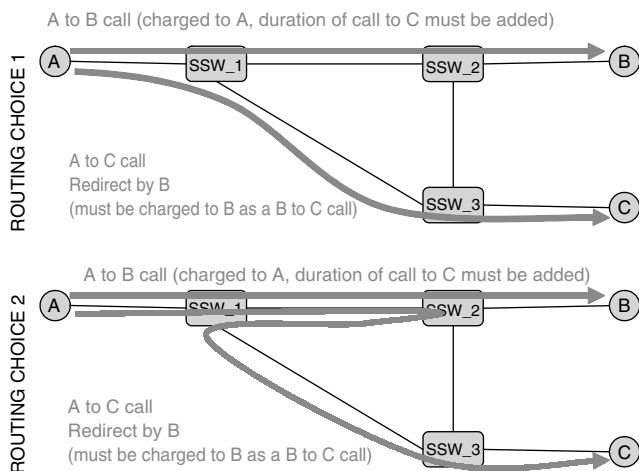 A to B call (charged to A, duration of call to C must be added)
ROUTING CHOICE 1
A
SSW_1
SSW_2
B
A to C call
Redirect by B
(must be charged to B as a B to C call)
SSW_3
C
A to B call (charged to A, duration of call to C must be added)
ROUTING CHOICE 2
A
SSW_1
SSW_2
B
A to C call
Redirect by B
(must be charged to B as a B to C call)
SSW_3
C